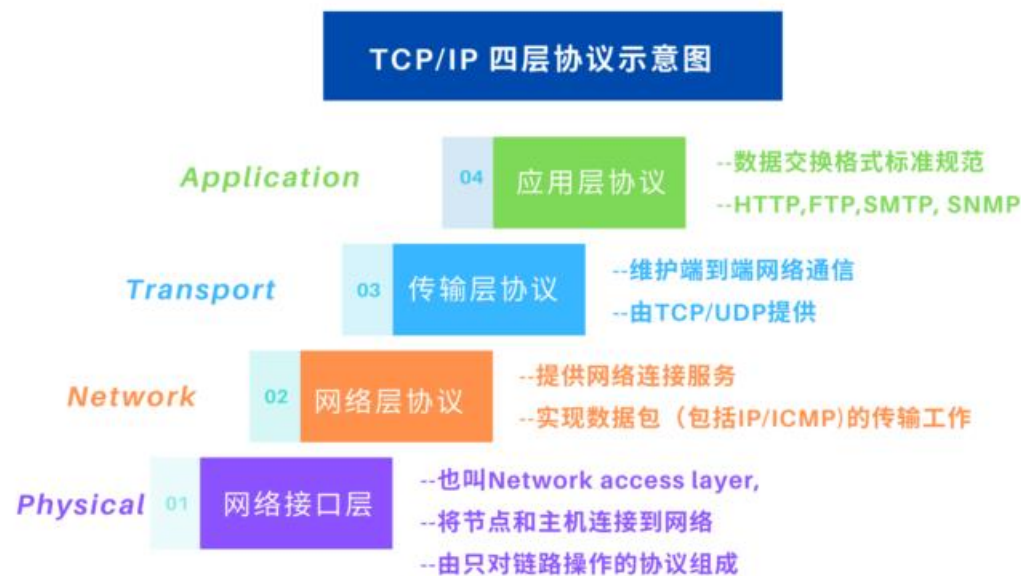 TCP/IP 四层协议示意图
Application
04
应用层协议
--数据交换格式标准规范
--HTTP,FTP,SMTP, SNMP
Transport
03
传输层协议
--维护端到端网络通信
--由TCP/UDP提供
Network
02
网络层协议
--提供网络连接服务
--实现数据包（包括IP/ICMP)的传输工作
Physical
01
网络接口层
--也叫Network access layer,
--将节点和主机连接到网络
--由只对链路操作的协议组成